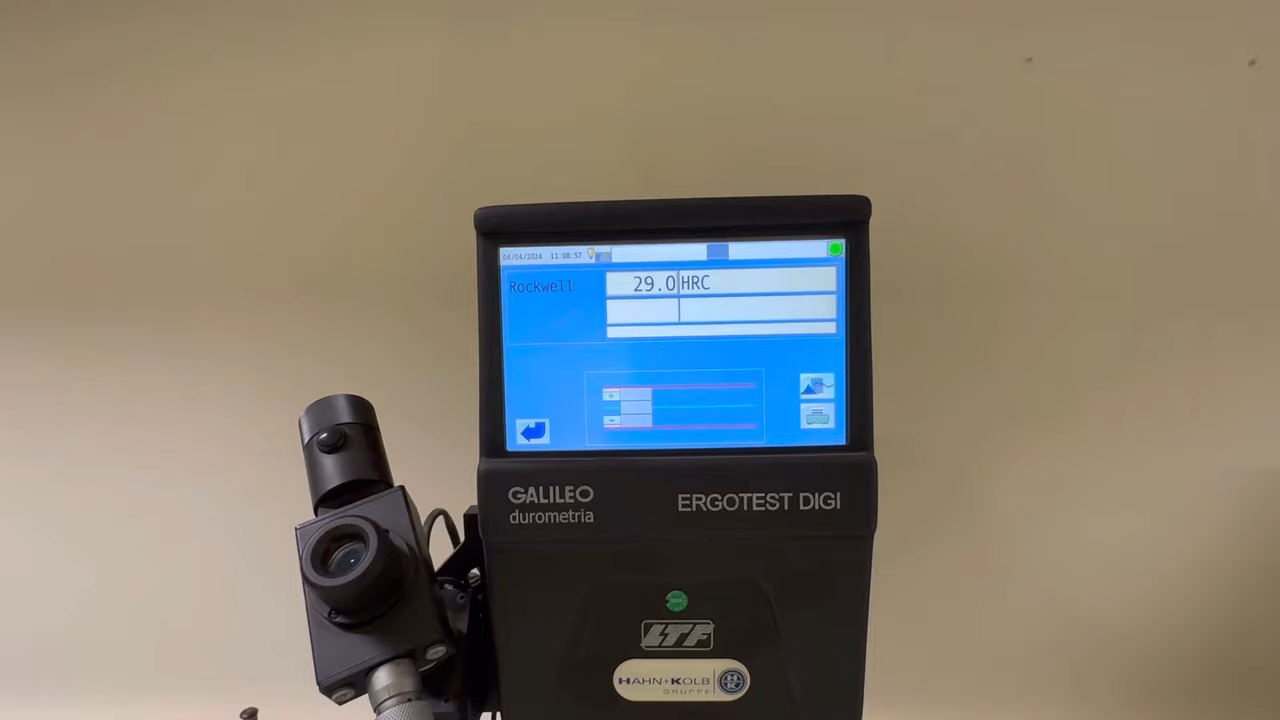 04/04/2024 11:08:57
Rockwell 29.0 HRC
GALILEO
durometria
ERGOTEST DIGI
LTF
HAHN+KOLB
GRUPPE